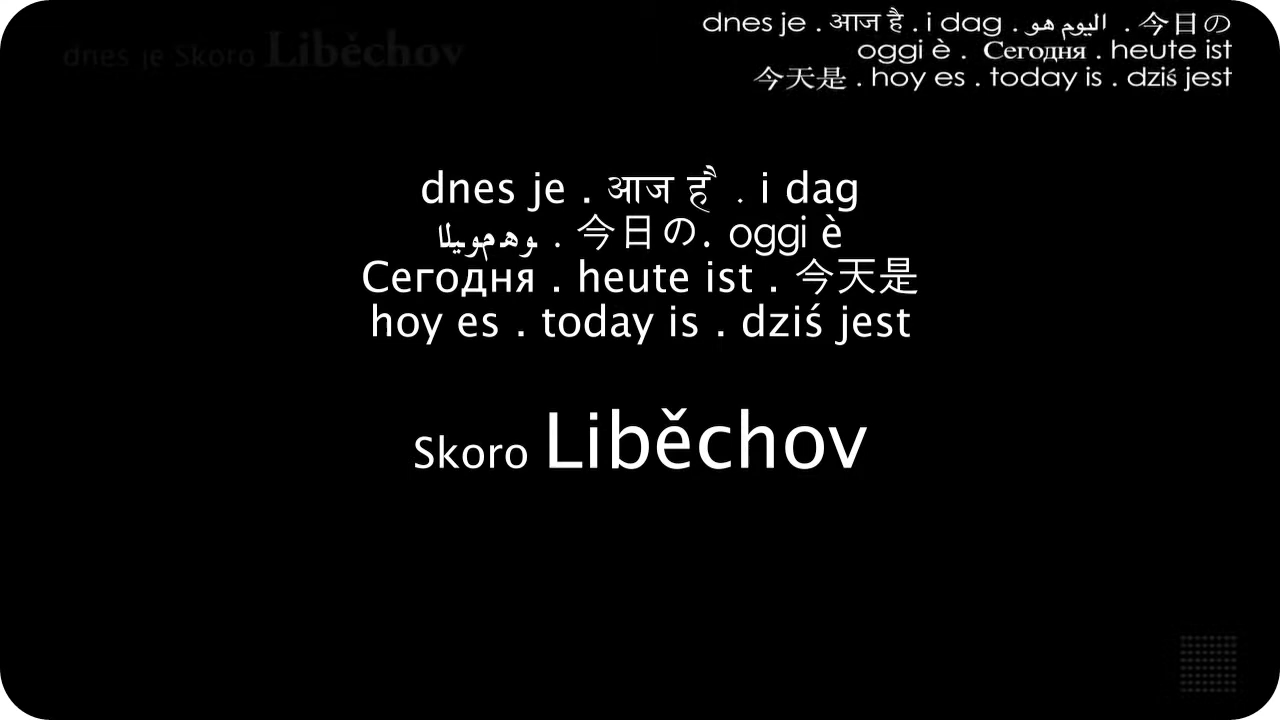 dnes je Skoro Liběchov
dnes je . आज है . i dag . اليوم هو . 今日の
oggi è . Сегодня . heute ist
今天是 . hoy es . today is . dziś jest
dnes je . आज है . i dag
اليوم هو . 今日の. oggi è
Сегодня . heute ist . 今天是
hoy es . today is . dziś jest
Skoro Liběchov